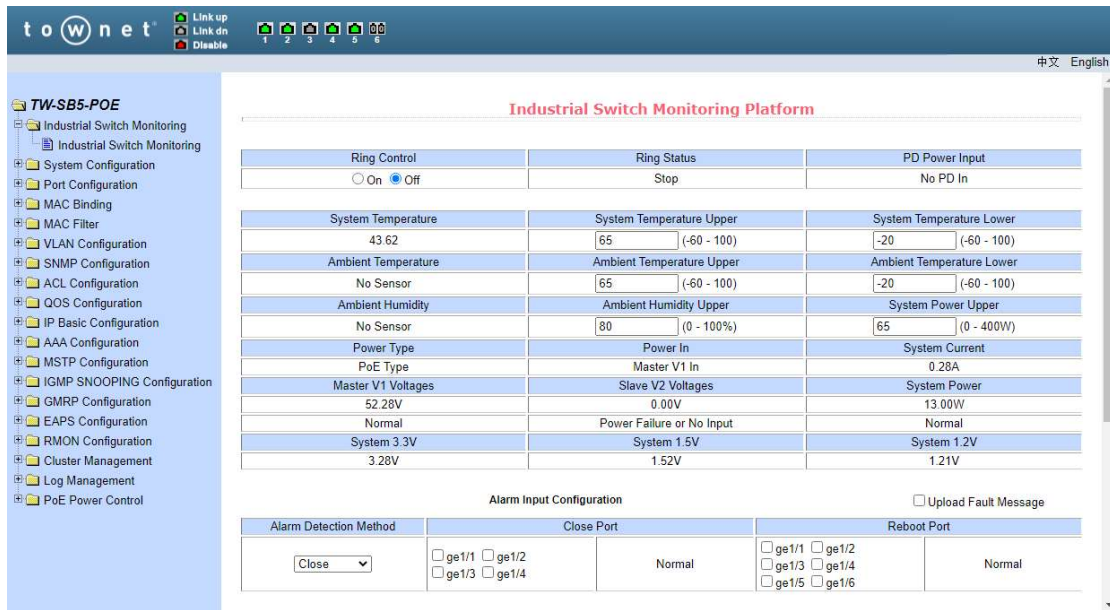 townet
Link up
Link dn
Disable
1 2 3 4 5 6
中文 English
TW-SB5-POE
Industrial Switch Monitoring
Industrial Switch Monitoring
System Configuration
Port Configuration
MAC Binding
MAC Filter
VLAN Configuration
SNMP Configuration
ACL Configuration
QOS Configuration
IP Basic Configuration
AAA Configuration
MSTP Configuration
IGMP SNOOPING Configuration
GMRP Configuration
EAPS Configuration
RMON Configuration
Cluster Management
Log Management
PoE Power Control
Industrial Switch Monitoring Platform
Ring Control Ring Status PD Power Input
On Off Stop No PD In
System Temperature System Temperature Upper System Temperature Lower
43.62 65 (-60 - 100) -20 (-60 - 100)
Ambient Temperature Ambient Temperature Upper Ambient Temperature Lower
No Sensor 65 (-60 - 100) -20 (-60 - 100)
Ambient Humidity Ambient Humidity Upper System Power Upper
No Sensor 80 (0 - 100%) 65 (0 - 400W)
Power Type Power In System Current
PoE Type Master V1 In 0.28A
Master V1 Voltages Slave V2 Voltages System Power
52.28V 0.00V 13.00W
Normal Power Failure or No Input Normal
System 3.3V System 1.5V System 1.2V
3.28V 1.52V 1.21V
Alarm Input Configuration Upload Fault Message
Alarm Detection Method Close Port Reboot Port
Close ge1/1 ge1/2 ge1/3 ge1/4 Normal ge1/1 ge1/2 ge1/3 ge1/4 ge1/5 ge1/6 Normal